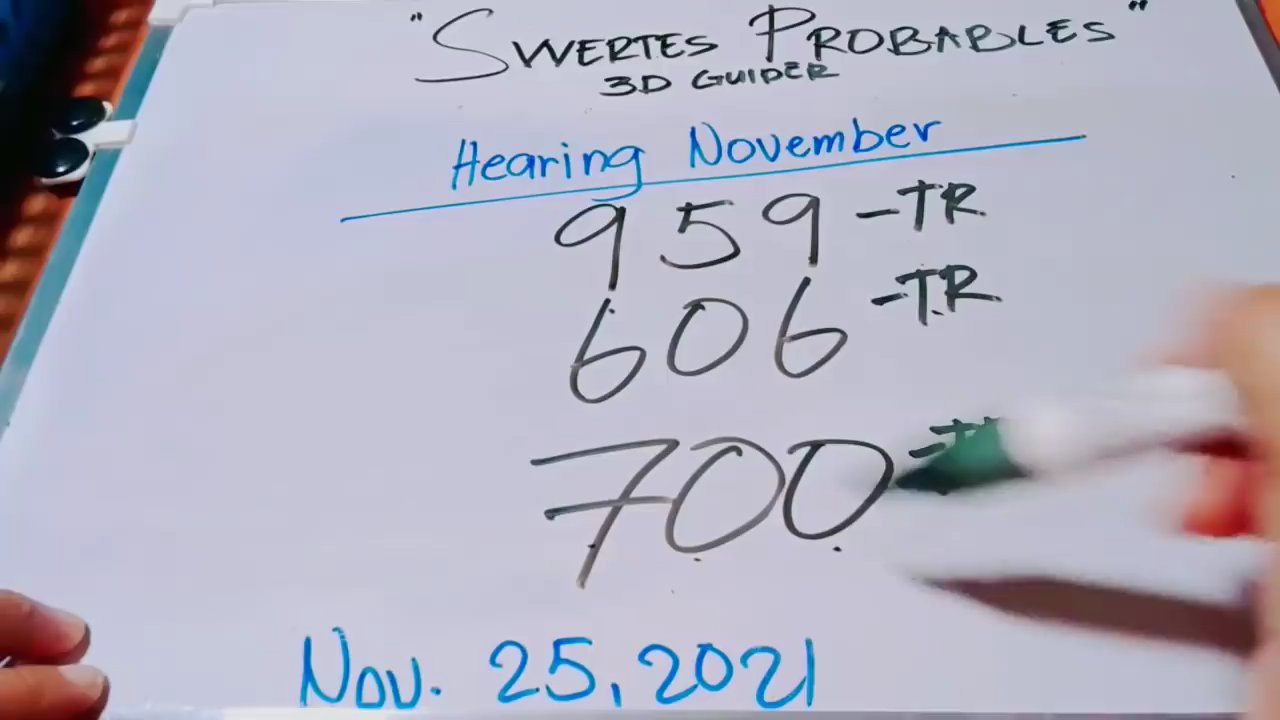 "SWERTES PROBABLES"
3D GUIDER
Hearing November
959 -TR
606 -TR
700
Nov. 25, 2021